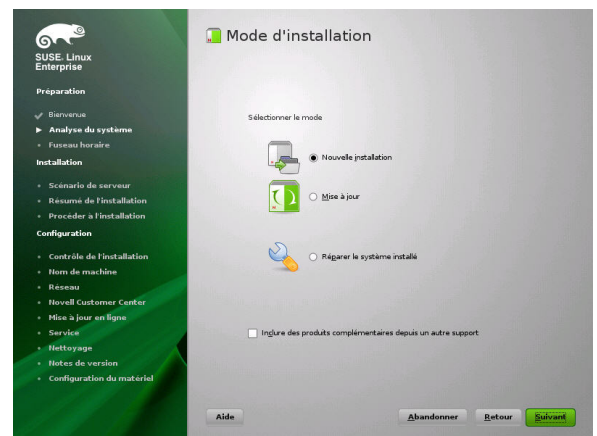 SUSE Linux
Enterprise
Préparation
Bienvenue
Analyse du système
Fuseau horaire
Installation
Scénario de serveur
Résumé de l'installation
Procéder à l'installation
Configuration
Contrôle de l'installation
Nom de machine
Réseau
Novell Customer Center
Mise à jour en ligne
Service
Nettoyage
Notes de version
Configuration du matériel
Mode d'installation
Sélectionner le mode
Nouvelle installation
Mise à jour
Réparer le système installé
Inclure des produits complémentaires depuis un autre support
Aide
Abandonner
Retour
Suivant